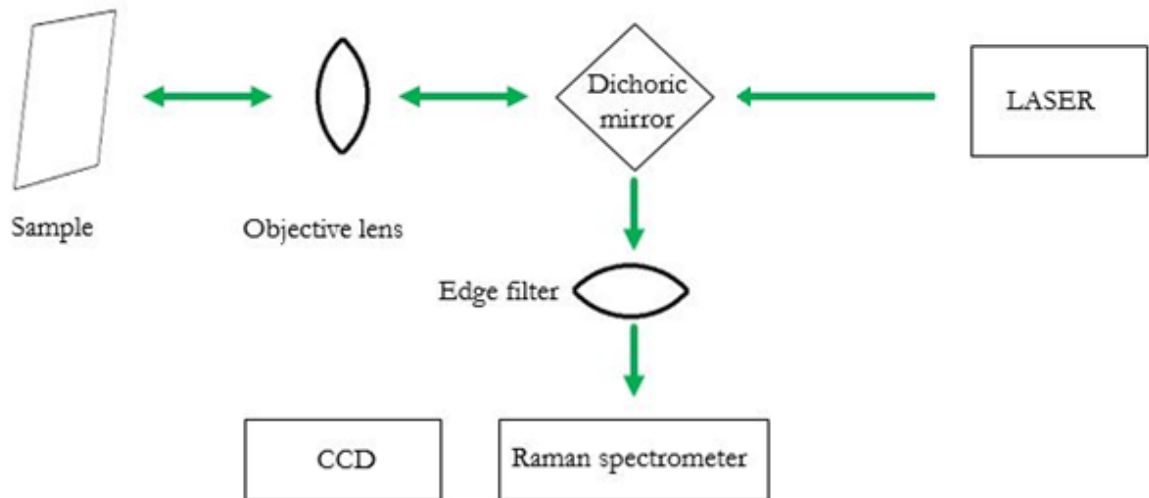 Dichoric
mirror
LASER
Sample
Objective lens
Edge filter
CCD
Raman spectrometer